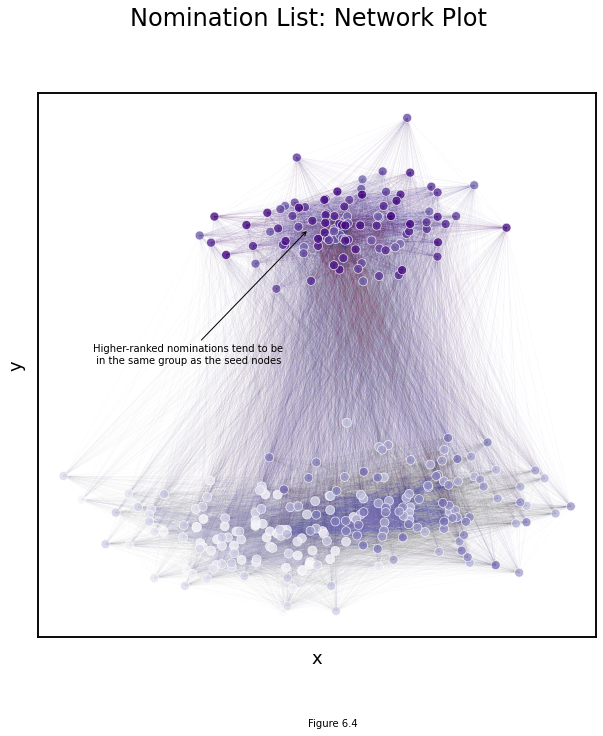 Nomination List: Network Plot
Higher-ranked nominations tend to be
in the same group as the seed nodes
y
x
Figure 6.4